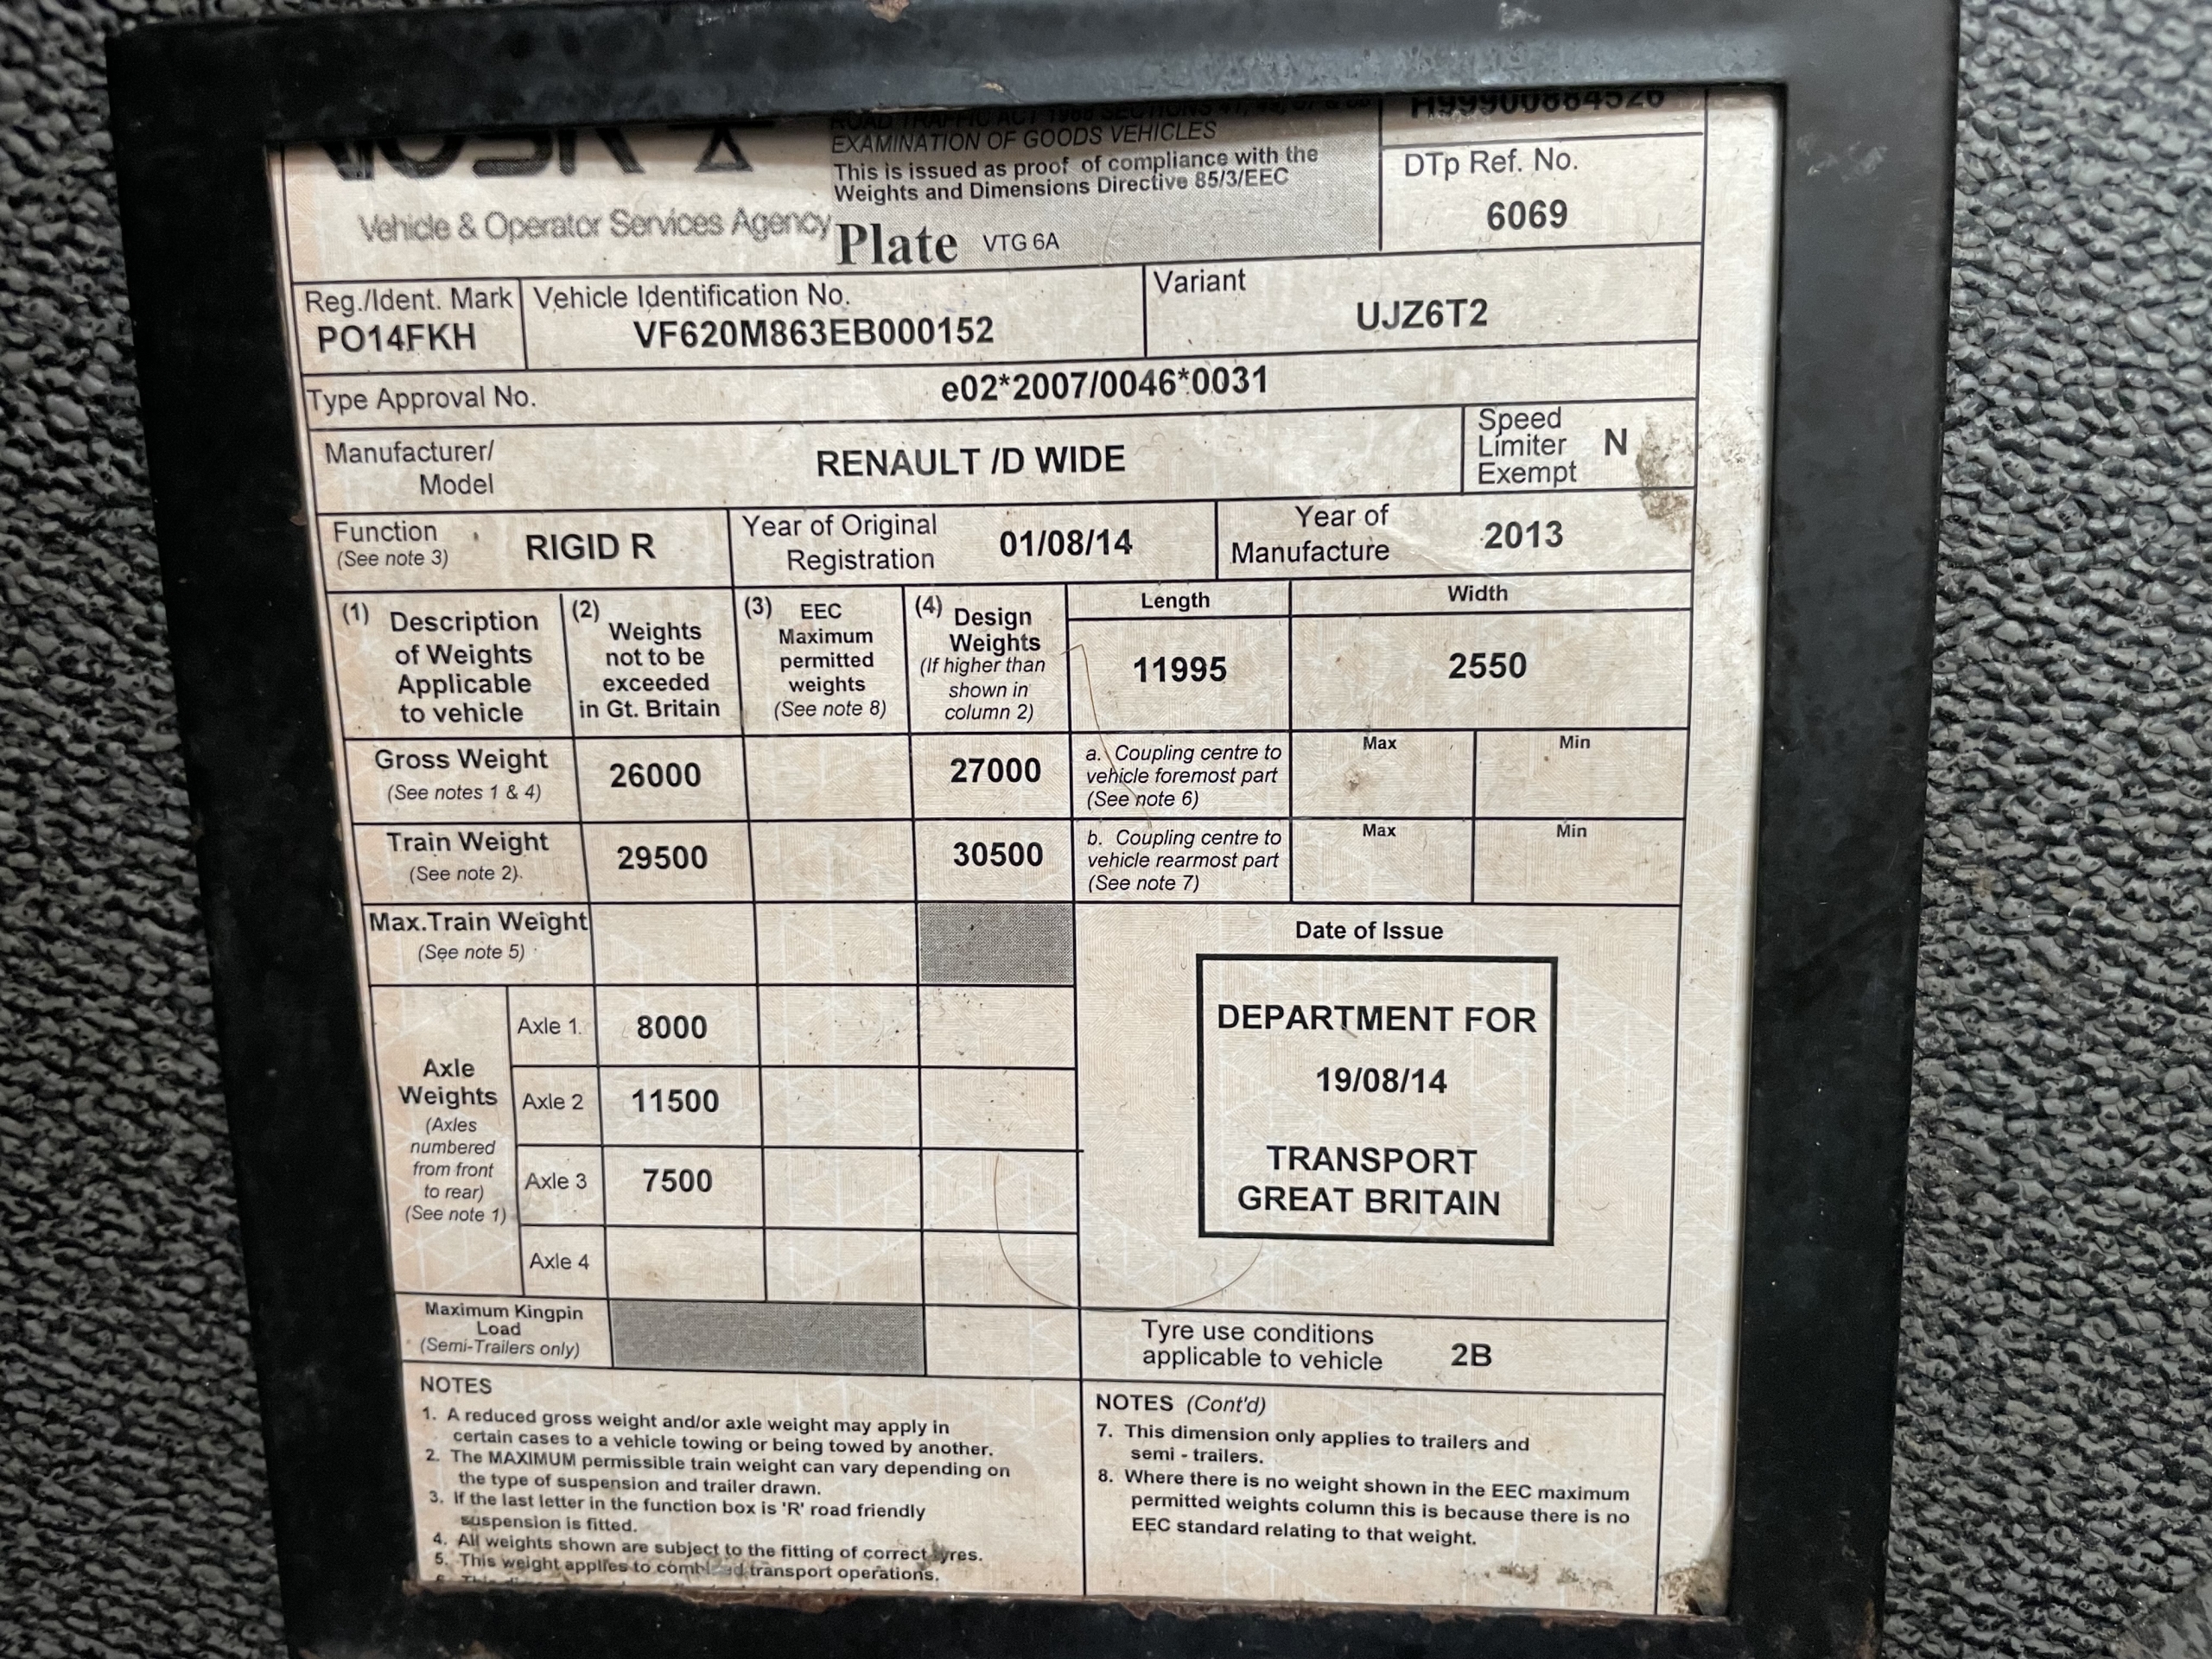 ROAD TRAFFIC ACT 1988 SECTIONS 41, 49,
H99900884526
EXAMINATION OF GOODS VEHICLES
This is issued as proof of compliance with the
Weights and Dimensions Directive 85/3/EEC
DTp Ref. No.
6069
Vehicle & Operator Services Agency
Plate VTG 6A
Reg./Ident. Mark
PO14FKH
Vehicle Identification No.
VF620M863EB000152
Variant
UJZ6T2
Type Approval No.
e02*2007/0046*0031
Manufacturer/
Model
RENAULT /D WIDE
Speed
Limiter
Exempt
N
Function
(See note 3)
RIGID R
Year of Original
Registration
01/08/14
Year of
Manufacture
2013
(1) Description
of Weights
Applicable
to vehicle
(2) Weights
not to be
exceeded
in Gt. Britain
(3) EEC
Maximum
permitted
weights
(See note 8)
(4) Design
Weights
(If higher than
shown in
column 2)
Length
11995
Width
2550
Gross Weight
(See notes 1 & 4)
26000
27000
a. Coupling centre to
vehicle foremost part
(See note 6)
Max
Min
Train Weight
(See note 2)
29500
30500
b. Coupling centre to
vehicle rearmost part
(See note 7)
Max
Min
Max.Train Weight
(See note 5)
Date of Issue
DEPARTMENT FOR
19/08/14
TRANSPORT
GREAT BRITAIN
Axle
Weights
(Axles
numbered
from front
to rear)
(See note 1)
Axle 1
8000
Axle 2
11500
Axle 3
7500
Axle 4
Maximum Kingpin
Load
(Semi-Trailers only)
Tyre use conditions
applicable to vehicle
2B
NOTES
1. A reduced gross weight and/or axle weight may apply in
certain cases to a vehicle towing or being towed by another.
2. The MAXIMUM permissible train weight can vary depending on
the type of suspension and trailer drawn.
3. If the last letter in the function box is 'R' road friendly
suspension is fitted.
4. All weights shown are subject to the fitting of correct tyres.
5. This weight applies to combined transport operations.
NOTES (Cont'd)
7. This dimension only applies to trailers and
semi - trailers.
8. Where there is no weight shown in the EEC maximum
permitted weights column this is because there is no
EEC standard relating to that weight.